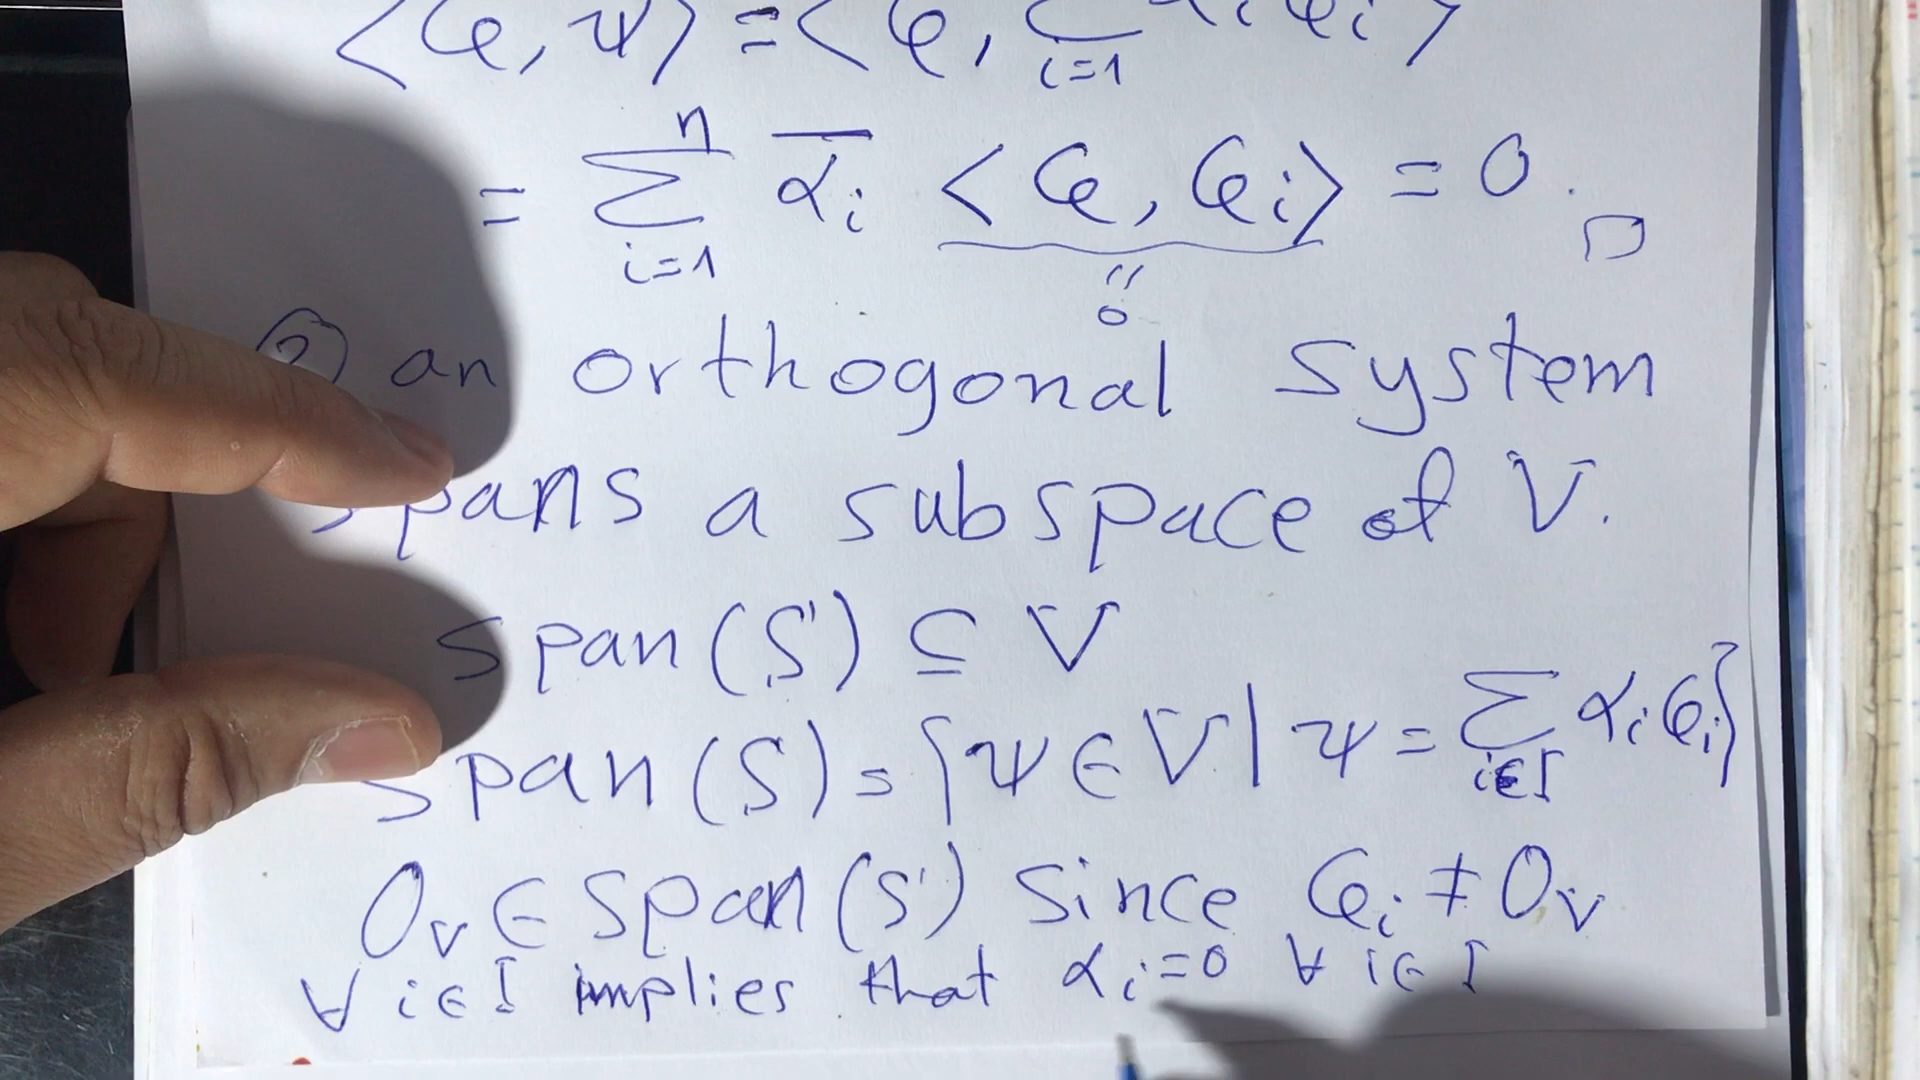 ⟨φ, ψ⟩ = ⟨φ, Σ_{i=1} α_i φ_i⟩
= Σ_{i=1}^{n} \overline{α_i} ⟨φ, φ_i⟩ = 0. □
" 0
② an orthogonal system
spans a subspace of V.
span(S) ⊆ V
span(S) = {ψ ∈ V | ψ = Σ_{i∈I} α_i φ_i}
0_V ∈ span(S) since φ_i ≠ 0_V
∀ i ∈ I implies that α_i = 0 ∀ i ∈ I